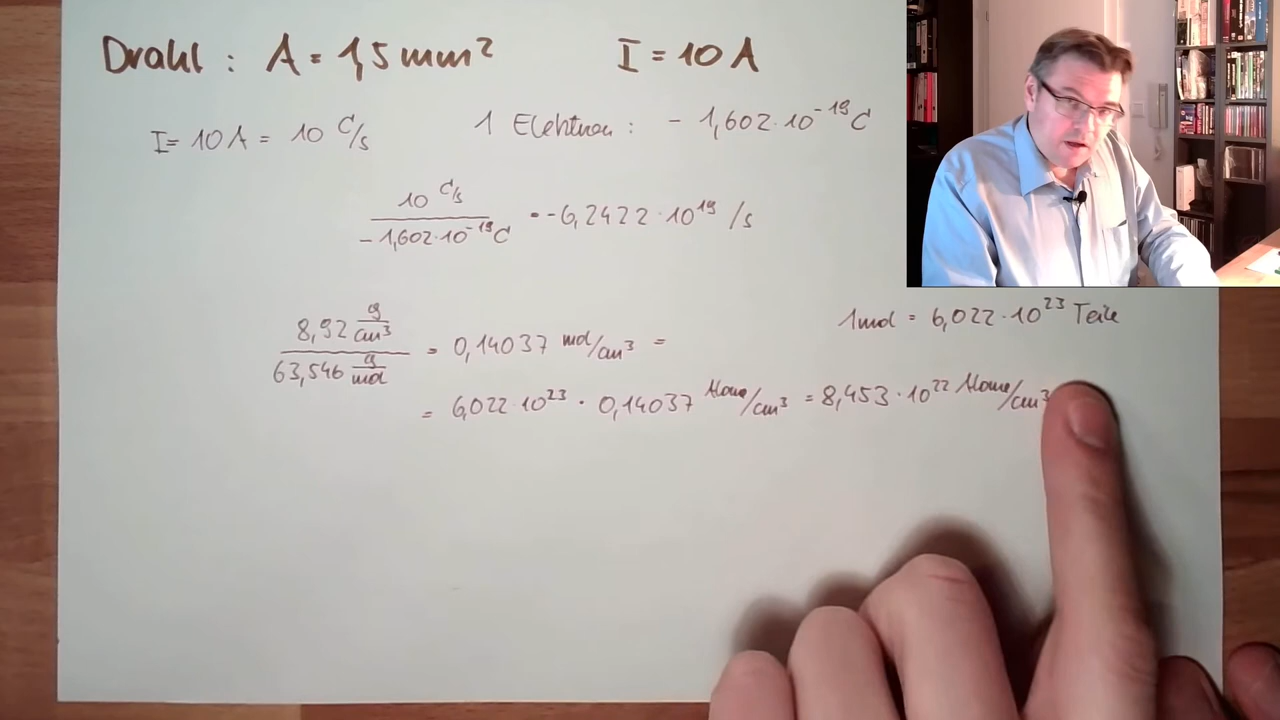 Draht : A = 1,5 mm² I = 10 A
I = 10 A = 10 C/s 1 Elektron : - 1,602·10⁻¹⁹ C
10 C/s
- 1,602·10⁻¹⁹ C = -6,2422·10¹⁹ /s
1mol = 6,022·10²³ Teile
8,92 g/cm³
63,546 g/mol = 0,14037 mol/cm³ =
= 6,022·10²³ · 0,14037 Atome/cm³ = 8,453·10²² Atome/cm³